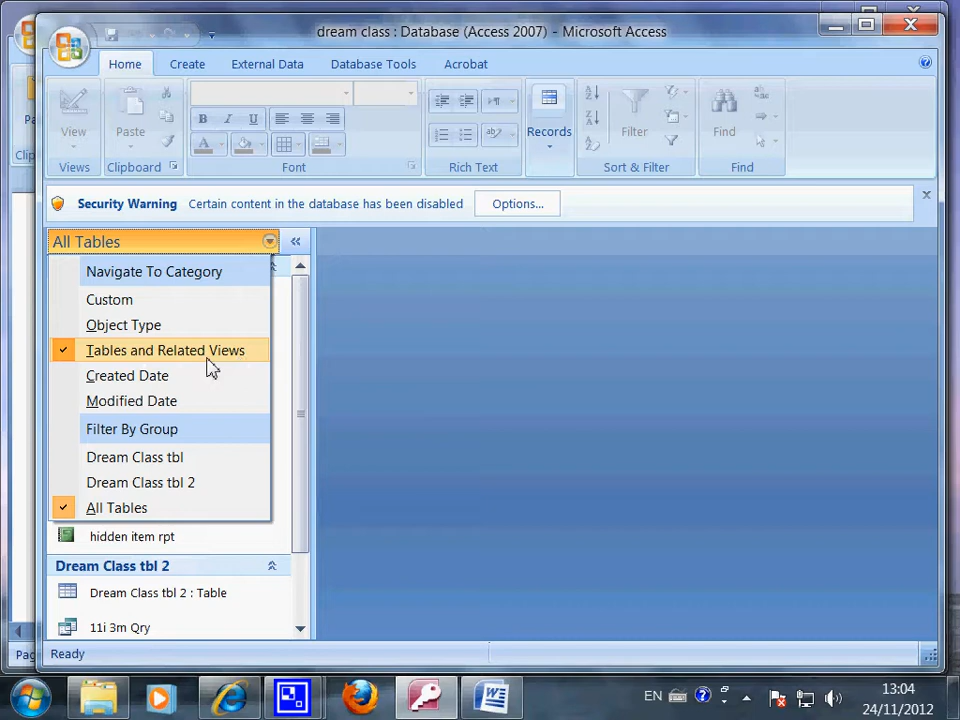 dream class : Database (Access 2007) - Microsoft Access
Home Create External Data Database Tools Acrobat
View Paste Records Filter Find
B I U A
Views Clipboard Font Rich Text Sort & Filter Find
Security Warning Certain content in the database has been disabled Options...
All Tables
Navigate To Category
Custom
Object Type
Tables and Related Views
Created Date
Modified Date
Filter By Group
Dream Class tbl
Dream Class tbl 2
All Tables
hidden item rpt
Dream Class tbl 2
Dream Class tbl 2 : Table
11i 3m Qry
Ready
EN 13:04
24/11/2012